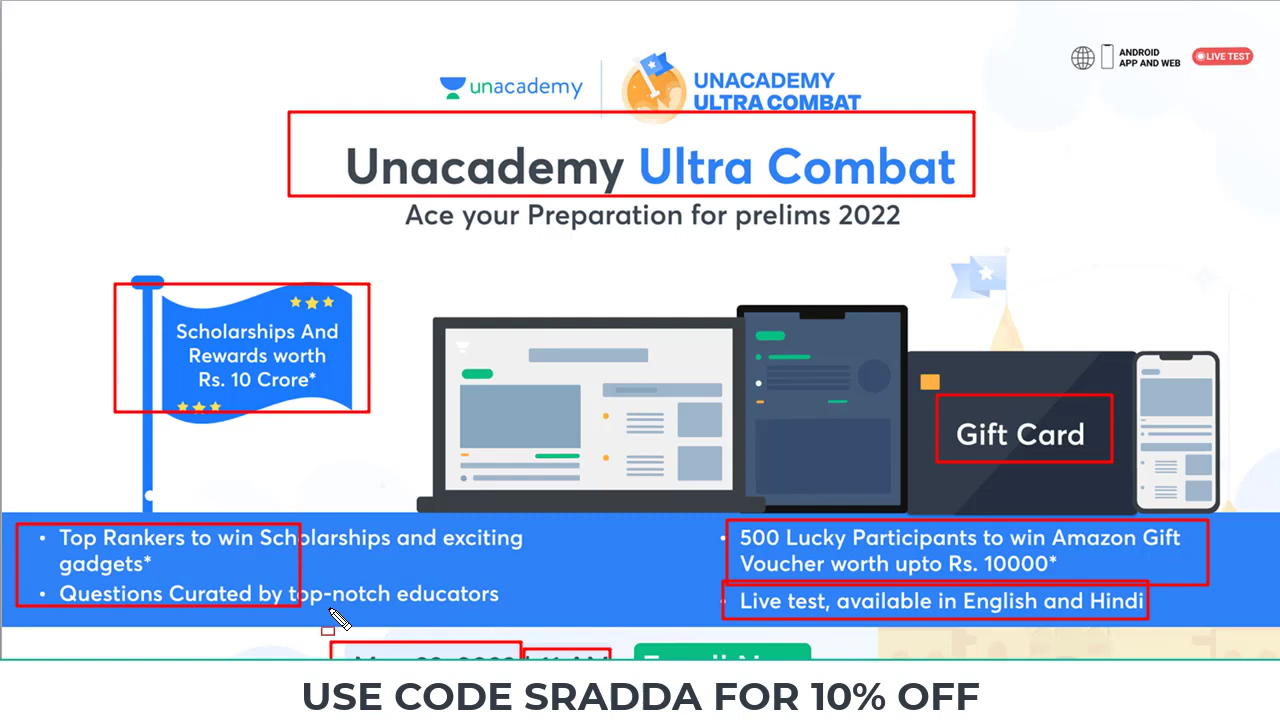 ANDROID
APP AND WEB
LIVE TEST
unacademy
UNACADEMY
ULTRA COMBAT
Unacademy Ultra Combat
Ace your Preparation for prelims 2022
Scholarships And
Rewards worth
Rs. 10 Crore*
Gift Card
• Top Rankers to win Scholarships and exciting
gadgets*
• Questions Curated by top-notch educators
• 500 Lucky Participants to win Amazon Gift
Voucher worth upto Rs. 10000*
• Live test, available in English and Hindi
USE CODE SRADDA FOR 10% OFF